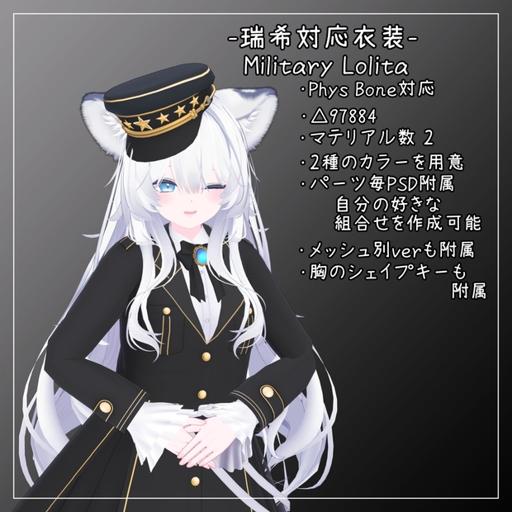 -瑞希対応衣装-
Military Lolita
・Phys Bone対応
・△97884
・マテリアル数 2
・2種のカラーを用意
・パーツ毎PSD附属
自分の好きな
組合せを作成可能
・メッシュ別verも附属
・胸のシェイプキーも
附属